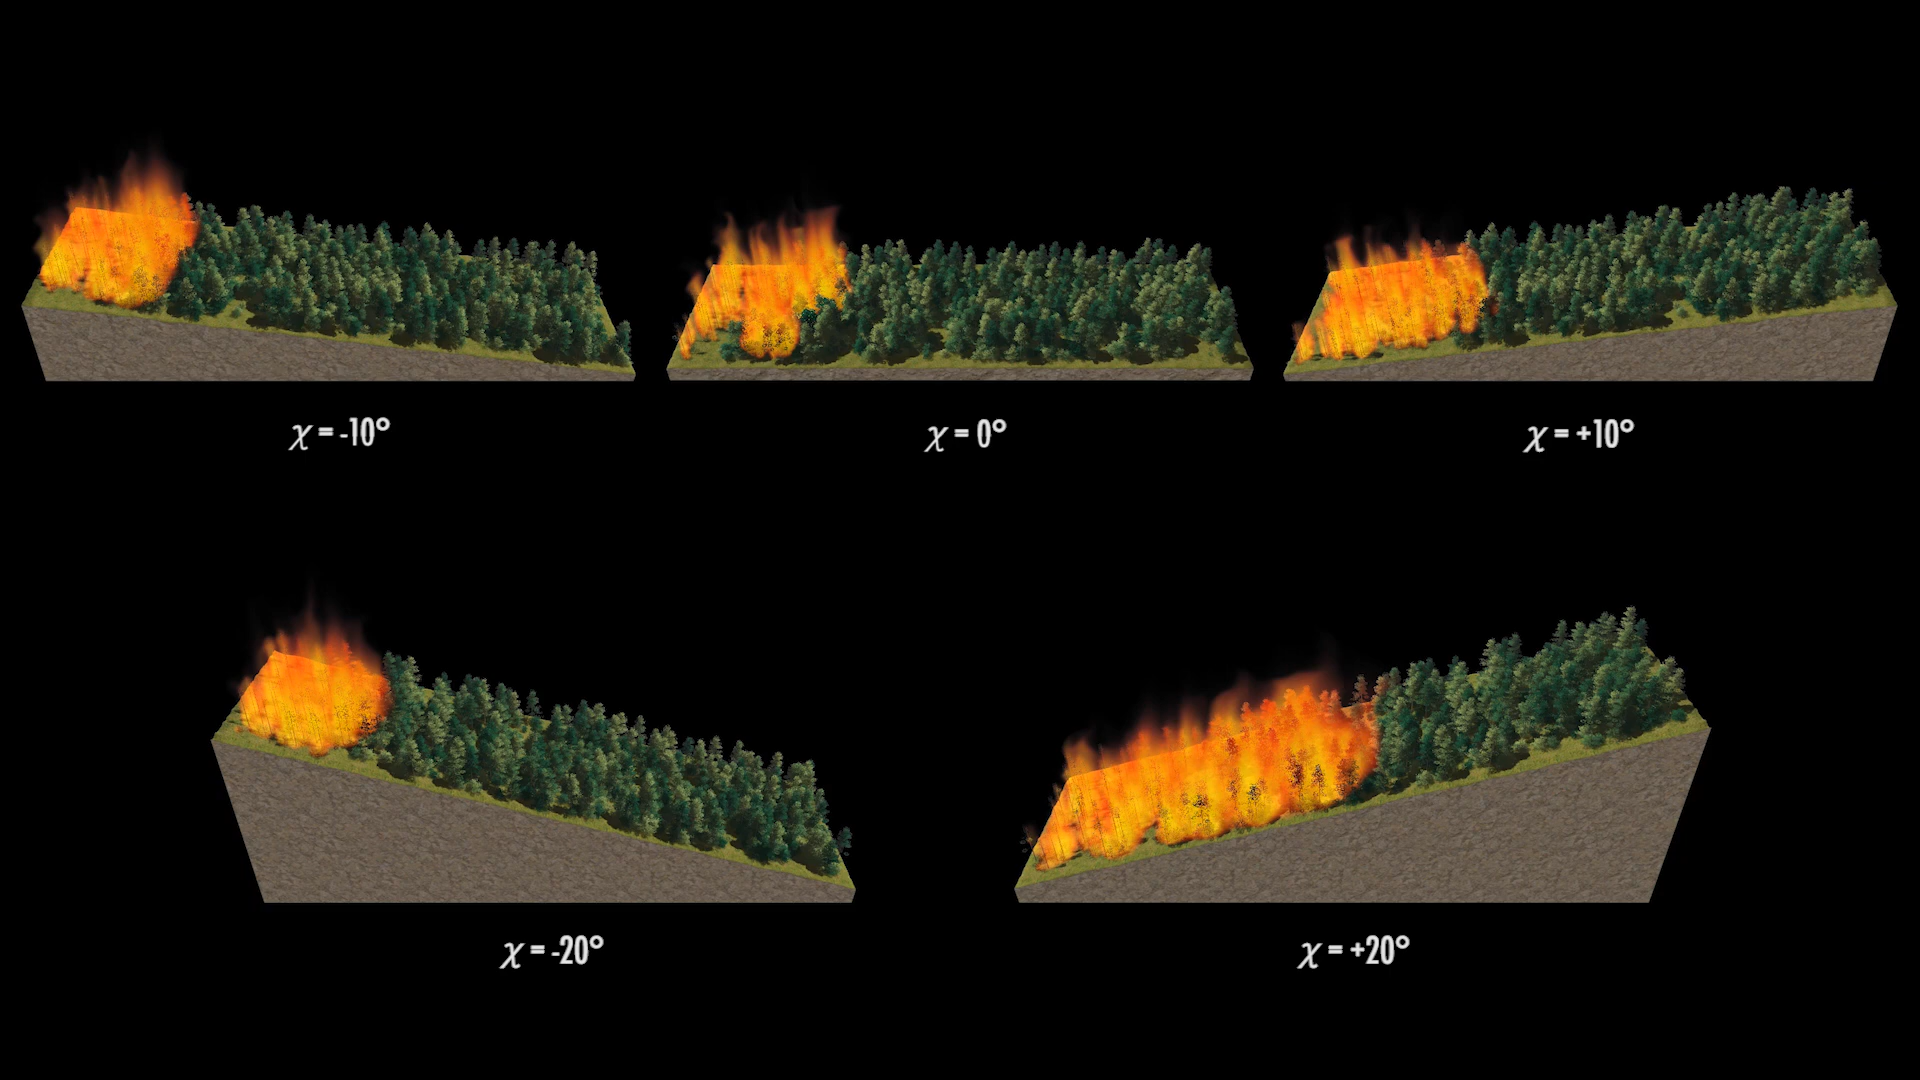 χ = -10°
χ = 0°
χ = +10°
χ = -20°
χ = +20°